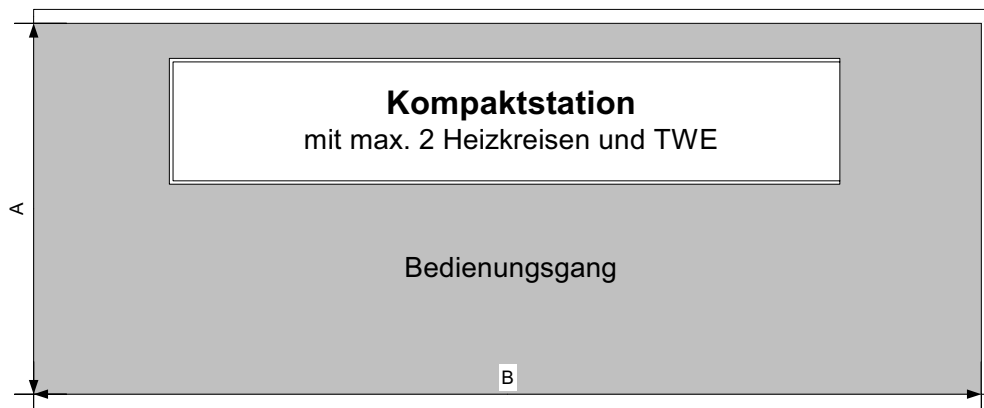 Kompaktstation
mit max. 2 Heizkreisen und TWE
A
Bedienungsgang
B